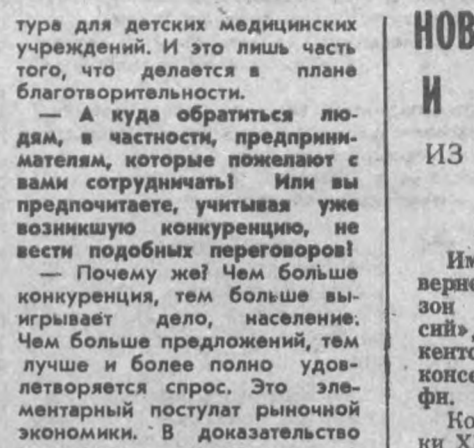 тура для детских медицинских
учреждений. И это лишь часть
того, что делается в плане
благотворительности.
— А куда обратиться лю-
дям, в частности, предприни-
мателям, которые пожелают с
вами сотрудничать? Или вы
предпочитаете, учитывая уже
возникшую конкуренцию, не
вести подобных переговоров?
— Почему же? Чем больше
конкуренция, тем больше вы-
игрывает дело, население.
Чем больше предложений, тем
лучше и более полно удов-
летворяется спрос. Это эле-
ментарный постулат рыночной
экономики. В доказательство
НОВ
И
ИЗ
Им
верне
зон
сий»,
кенто
консе
фи.
Ко
ки